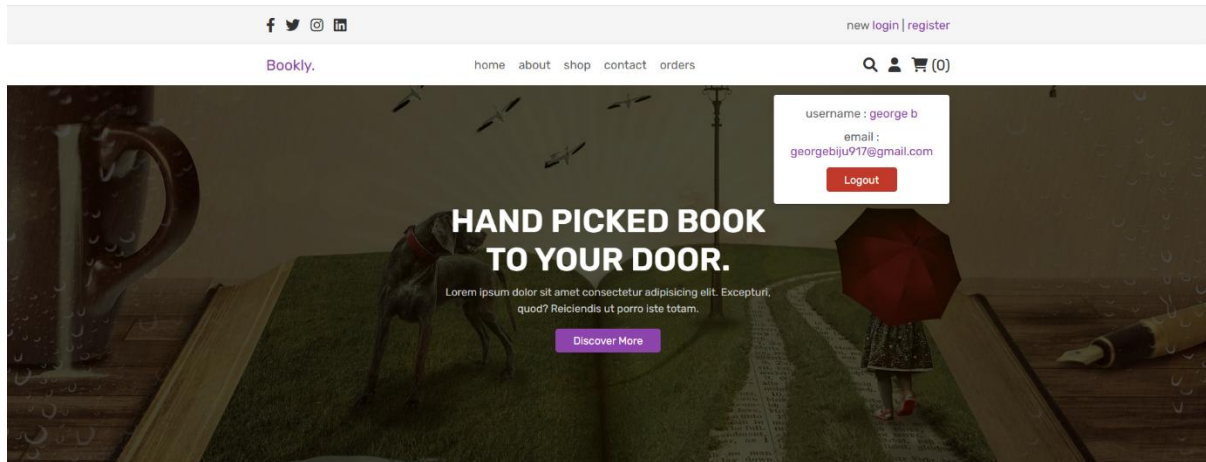 new login | register
Bookly.
home about shop contact orders
(0)
username : george b
email :
georgebiju917@gmail.com
Logout
HAND PICKED BOOK
TO YOUR DOOR.
Lorem ipsum dolor sit amet consectetur adipisicing elit. Excepturi,
quod? Reiciendis ut porro iste totam.
Discover More